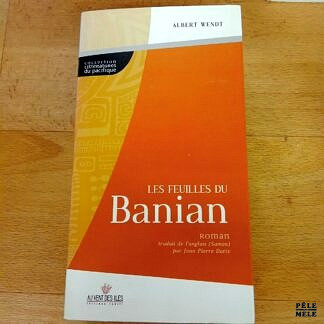 ALBERT WENDT
COLLECTION
LITTÉRATURES
du pacifique
LES FEUILLES DU
Banian
ROMAN
traduit de l'anglais (Samoa)
par Jean Pierre Durix
AU VENT DES ILES
PÊLE
MÊLE